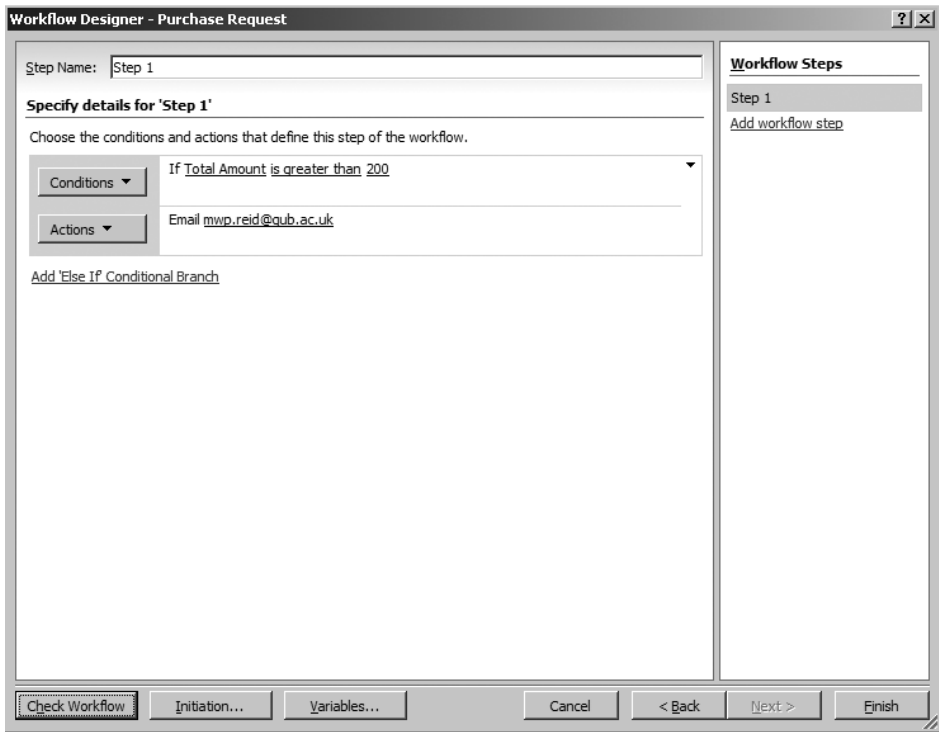 Workflow Designer - Purchase Request
Step Name: Step 1
Specify details for 'Step 1'
Choose the conditions and actions that define this step of the workflow.
Conditions
If Total Amount is greater than 200
Actions
Email mwp.reid@qub.ac.uk
Add 'Else If' Conditional Branch
Workflow Steps
Step 1
Add workflow step
Check Workflow Initiation... Variables... Cancel < Back Next > Finish